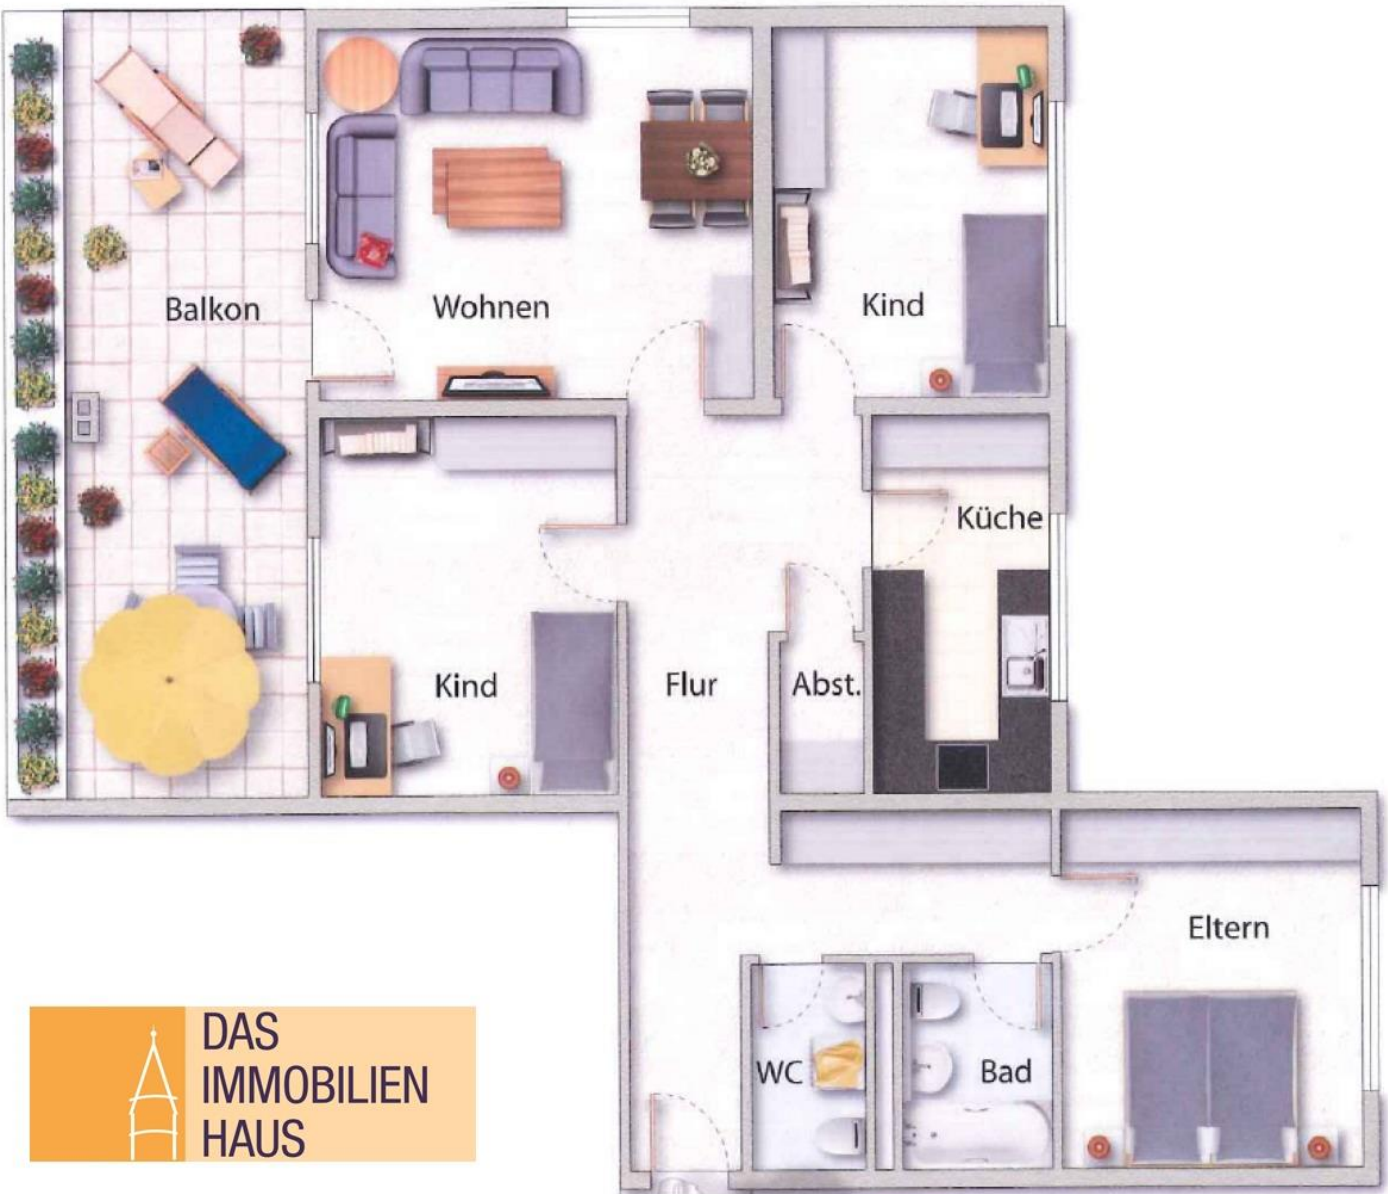 Balkon
Wohnen
Kind
Küche
Kind
Flur
Abst.
Eltern
WC
Bad
DAS
IMMOBILIEN
HAUS